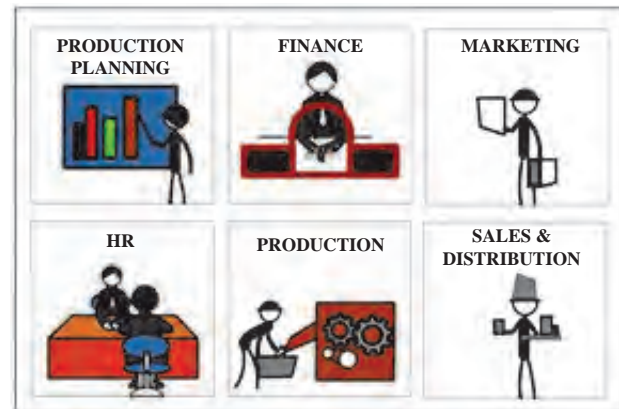 PRODUCTION
PLANNING
FINANCE
MARKETING
HR
PRODUCTION
SALES &
DISTRIBUTION